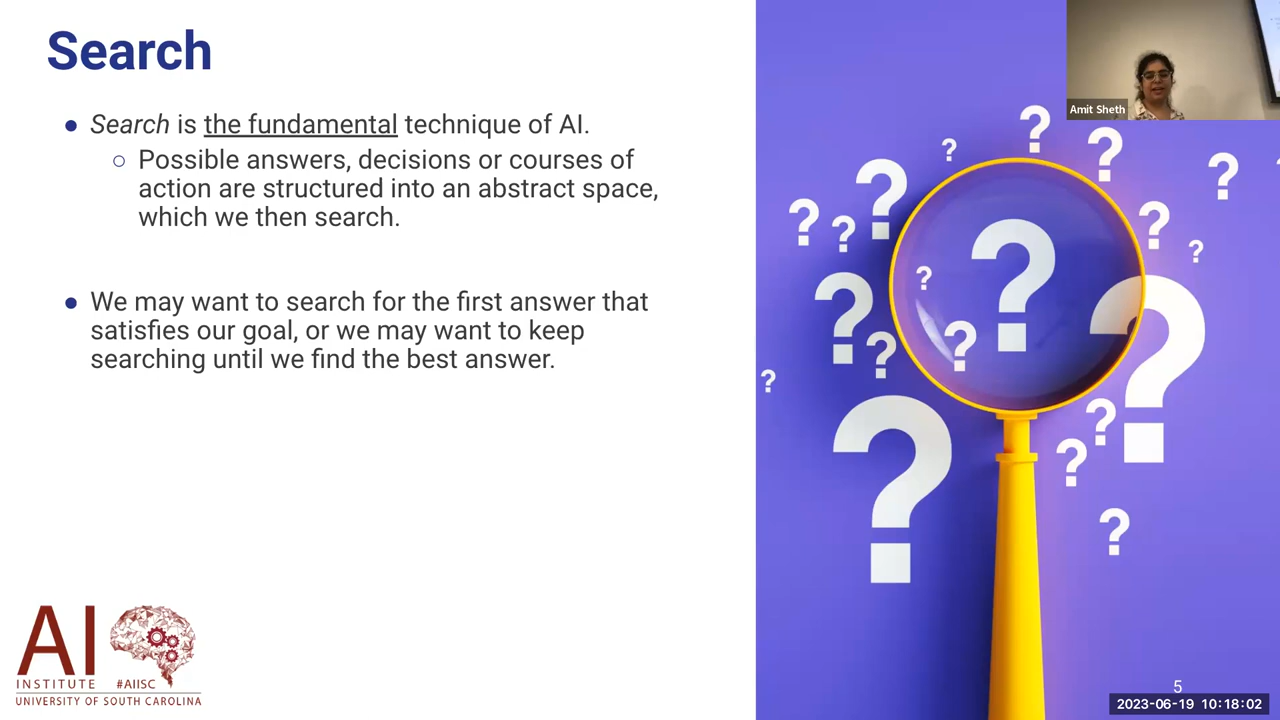 Search
Amit Sheth
● Search is the fundamental technique of AI.
○ Possible answers, decisions or courses of
action are structured into an abstract space,
which we then search.
● We may want to search for the first answer that
satisfies our goal, or we may want to keep
searching until we find the best answer.
? ? ? ? ? ? ? ? ? ? ? ? ? ? ? ? ? ? ? ? ?
AI
INSTITUTE #AIISC
UNIVERSITY OF SOUTH CAROLINA
5
2023-06-19 10:18:02